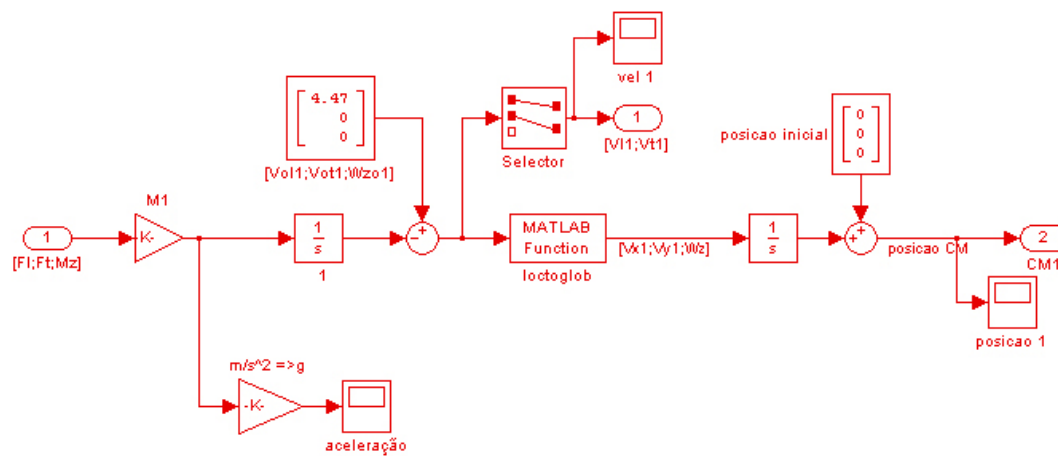 vel 1
4.47
0
0
[Vol1;Vot1;Wzo1]
Selector
1
[Vl1;Vt1]
posicao inicial
0
0
0
M1
1
[Fl;Ft;Mz]
-K-
1
s
1
-
+
MATLAB
Function
loctoglob
[Vx1;Vy1;Wz]
1
s
+
+
posicao CM
2
CM1
posicao 1
m/s^2 =>g
-K-
aceleração